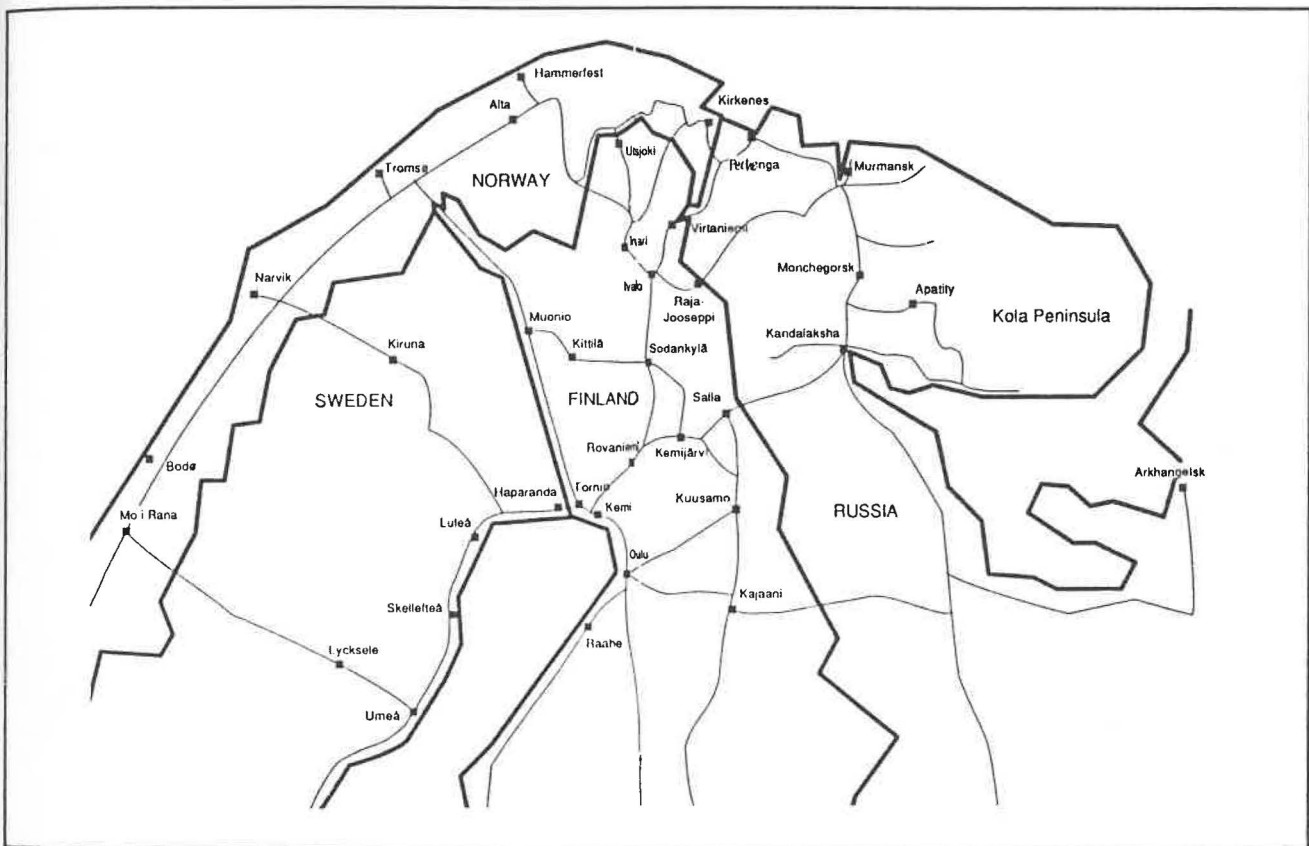 Hammerfest
Alta
Kirkenes
Utsjoki
Murmansk
Tromsø
NORWAY
Virtaniemi
Inari
Narvik
Monchegorsk
Ivalo
Raja-
Jooseppi
Apatity
Kola Peninsula
Muonio
Kandalaksha
Kiruna
Kittilä
Sodankylä
SWEDEN
FINLAND
Salla
Rovaniemi
Kemijärvi
Bodø
Arkhangelsk
Haparanda
Tornio
Kemi
Kuusamo
RUSSIA
Mo i Rana
Luleå
Oulu
Kajaani
Skellefteå
Raahe
Lycksele
Umeå